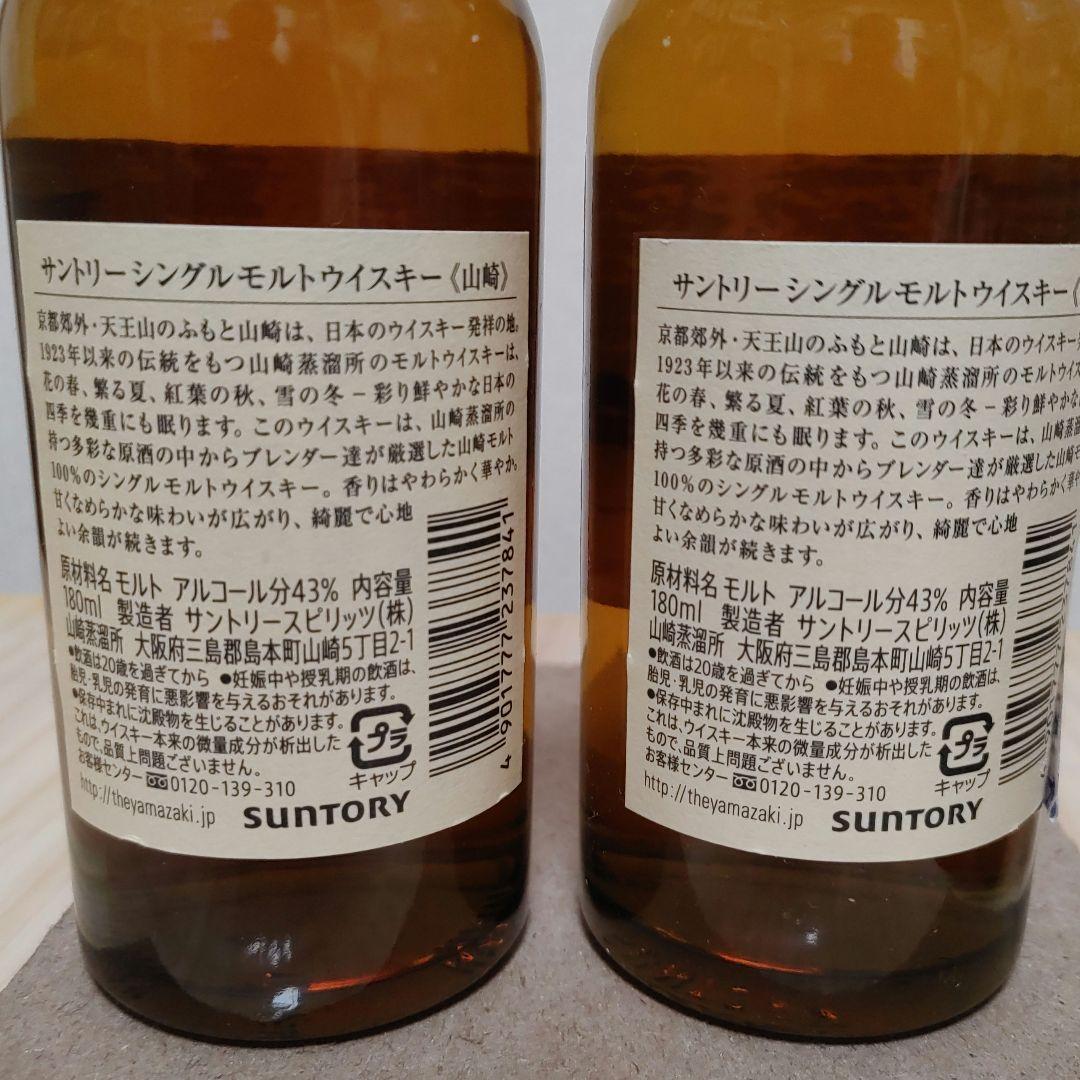 サントリー シングルモルトウイスキー《山崎》
京都郊外・天王山のふもと山崎は、日本のウイスキー発祥の地。
1923年以来の伝統をもつ山崎蒸溜所のモルトウイスキーは、
花の春、繁る夏、紅葉の秋、雪の冬－彩り鮮やかな日本の
四季を幾重にも眠ります。このウイスキーは、山崎蒸溜所の
持つ多彩な原酒の中からブレンダー達が厳選した山崎モルト
100%のシングルモルトウイスキー。香りはやわらかく華やか。
甘くなめらかな味わいが広がり、綺麗で心地
よい余韻が続きます。
原材料名 モルト アルコール分43% 内容量
180ml 製造者 サントリースピリッツ(株)
山崎蒸溜所 大阪府三島郡島本町山崎5丁目2-1
●飲酒は20歳を過ぎてから ●妊娠中や授乳期の飲酒は、
胎児・乳児の発育に悪影響を与えるおそれがあります。
●保存中まれに沈殿物を生じることがあります。
これは、ウイスキー本来の微量成分が析出した
もので、品質上問題ございません。
お客様センター 0120-139-310
http://theyamazaki.jp
SUNTORY
プラ
キャップ
4 901777 237841
サントリー シングルモルトウイスキー《
京都郊外・天王山のふもと山崎は、日本のウイスキー発
1923年以来の伝統をもつ山崎蒸溜所のモルトウイス
花の春、繁る夏、紅葉の秋、雪の冬－彩り鮮やかな
四季を幾重にも眠ります。このウイスキーは、山崎蒸溜
持つ多彩な原酒の中からブレンダー達が厳選した山崎モ
100%のシングルモルトウイスキー。香りはやわらかく華や
甘くなめらかな味わいが広がり、綺麗で心地
よい余韻が続きます。
原材料名 モルト アルコール分43% 内容量
180ml 製造者 サントリースピリッツ(株)
山崎蒸溜所 大阪府三島郡島本町山崎5丁目2-1
●飲酒は20歳を過ぎてから ●妊娠中や授乳期の飲酒は、
胎児・乳児の発育に悪影響を与えるおそれがあります。
●保存中まれに沈殿物を生じることがあります。
これは、ウイスキー本来の微量成分が析出した
もので、品質上問題ございません。
お客様センター 0120-139-310
http://theyamazaki.jp
SUNTORY
プラ
キャップ